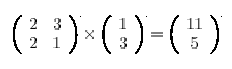 ( 2 3 ) × ( 1 ) = ( 11 )
( 2 1 ) ( 3 ) ( 5 )